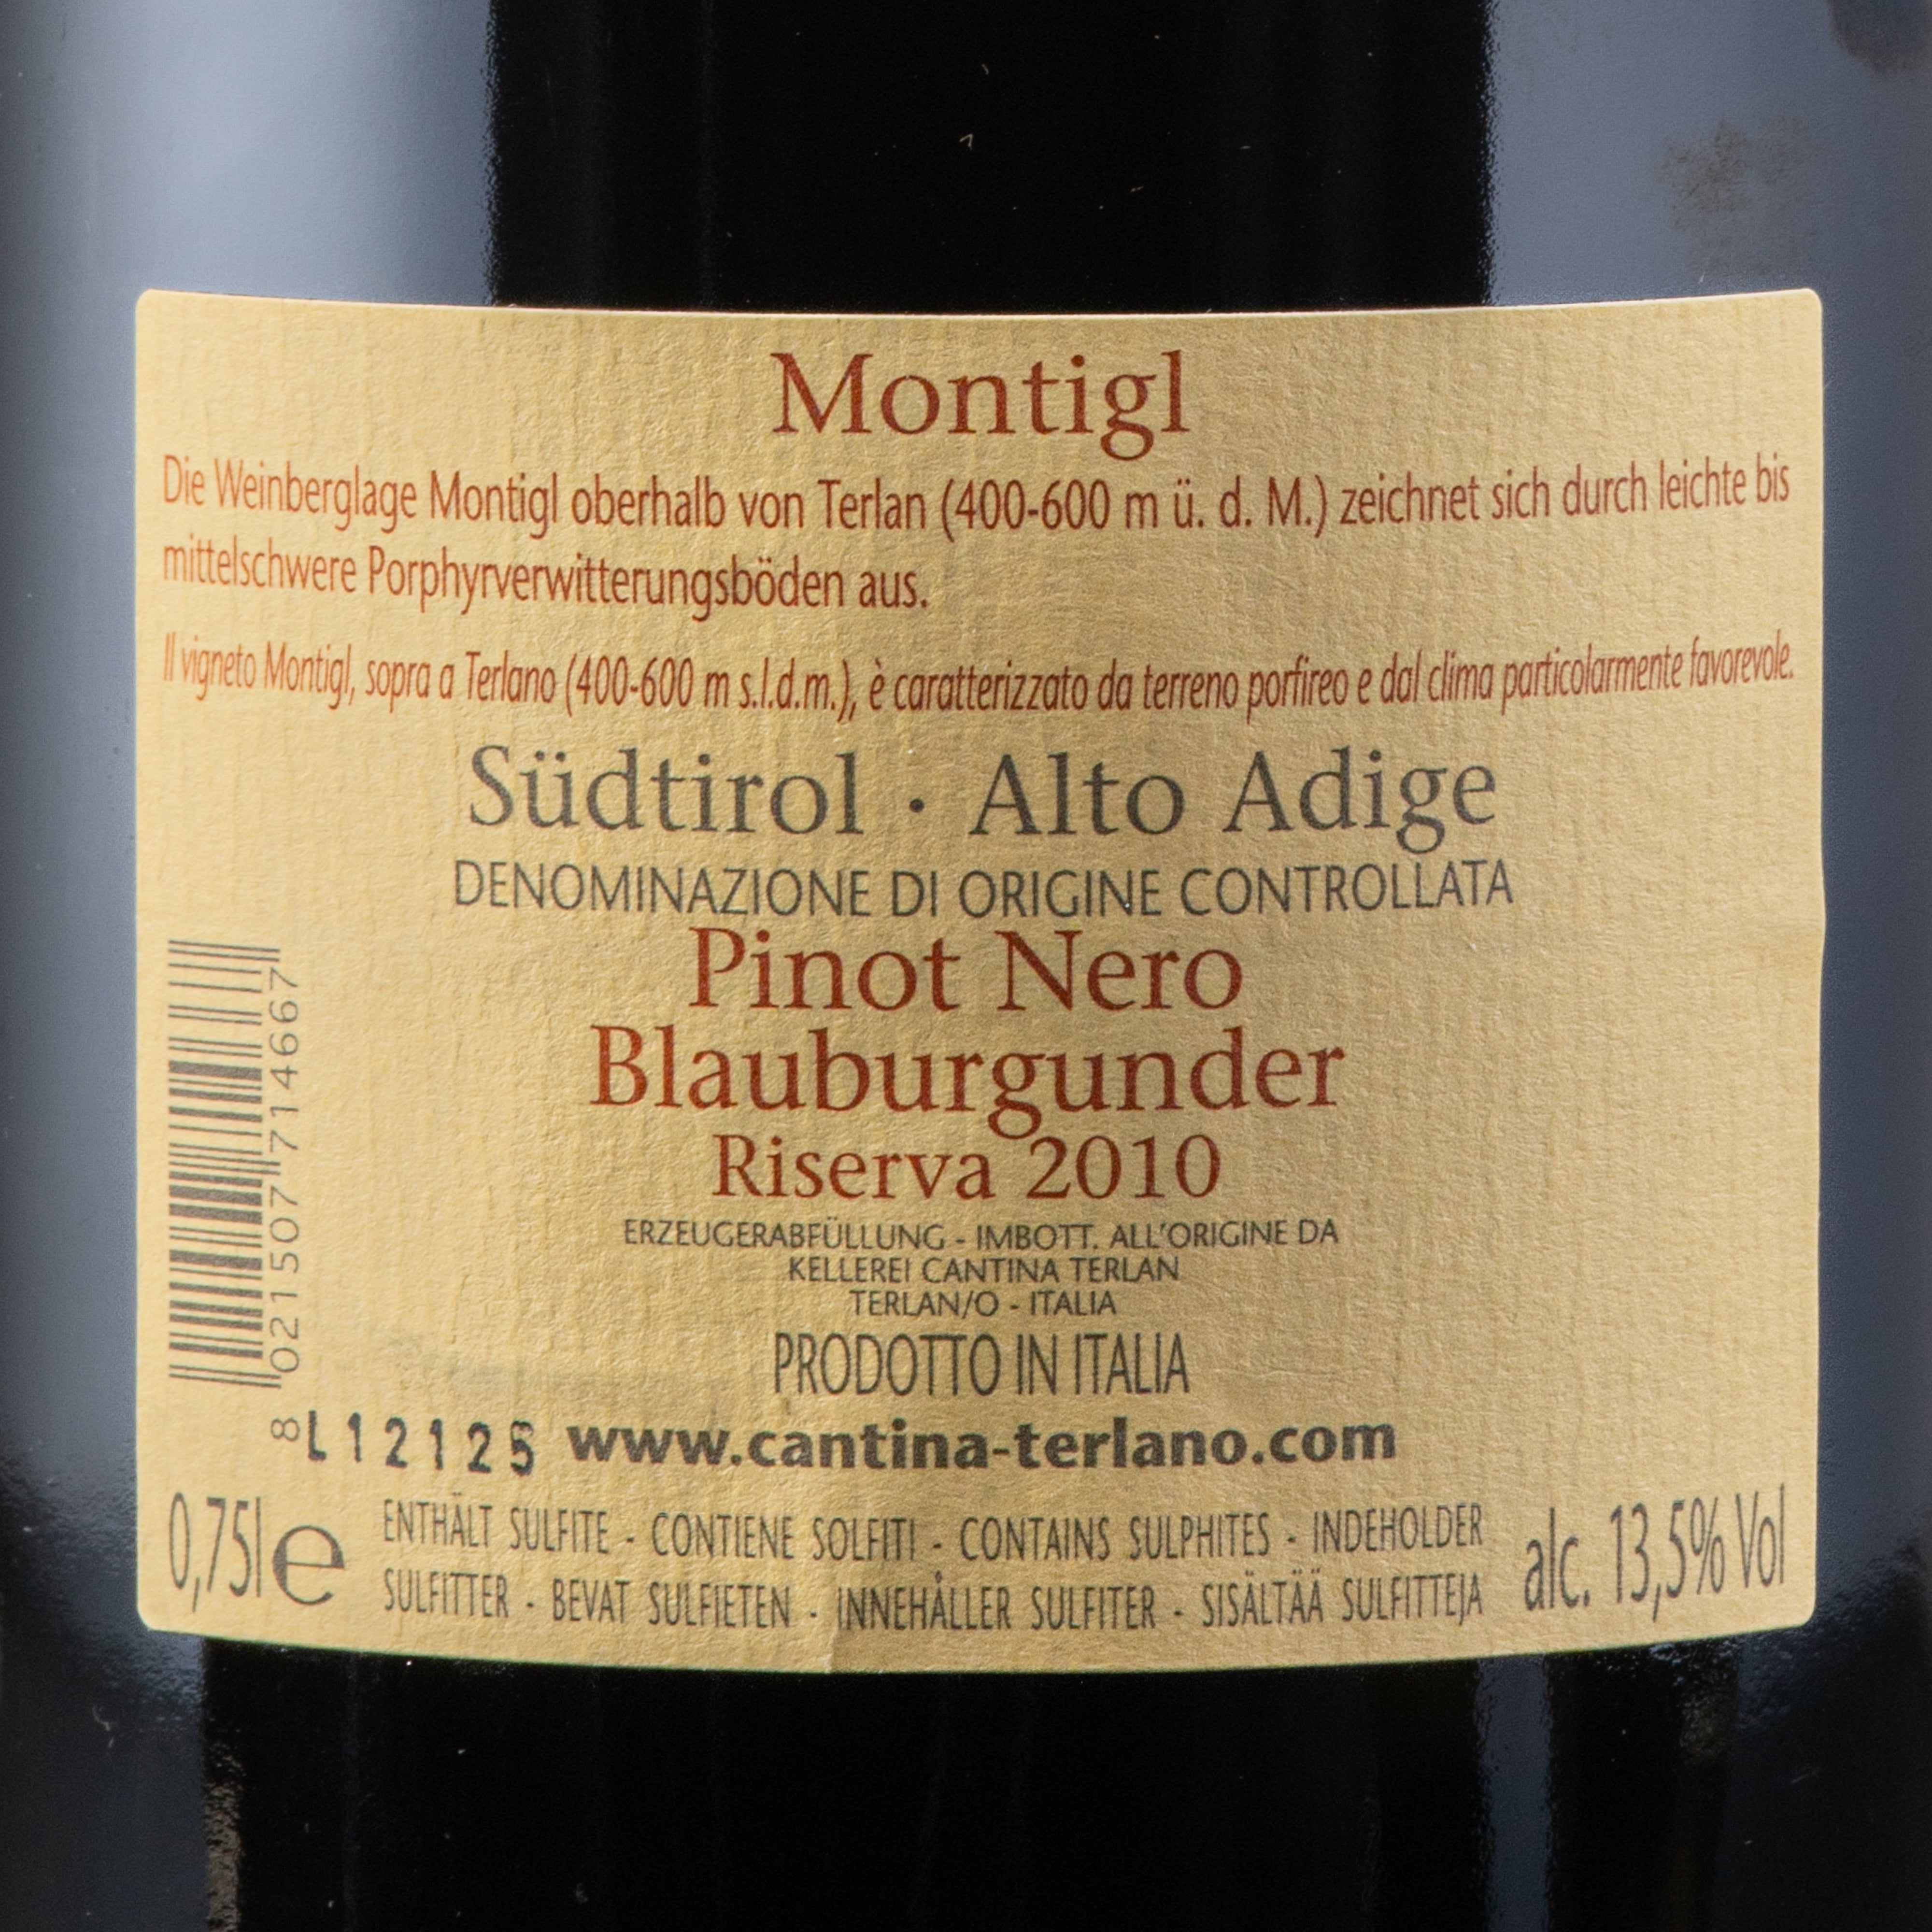 Montigl
Die Weinberglage Montigl oberhalb von Terlan (400-600 m ü. d. M.) zeichnet sich durch leichte bis
mittelschwere Porphyrverwitterungsböden aus.
Il vigneto Montigl, sopra a Terlano (400-600 m s.l.d.m.), è caratterizzato da terreno porfireo e dal clima particolarmente favorevole.
Südtirol · Alto Adige
DENOMINAZIONE DI ORIGINE CONTROLLATA
Pinot Nero
Blauburgunder
Riserva 2010
ERZEUGERABFÜLLUNG - IMBOTT. ALL'ORIGINE DA
KELLEREI CANTINA TERLAN
TERLAN/O - ITALIA
PRODOTTO IN ITALIA
8 021507 714667
L12125 www.cantina-terlano.com
0,75l e
ENTHÄLT SULFITE - CONTIENE SOLFITI - CONTAINS SULPHITES - INDEHOLDER
SULFITTER - BEVAT SULFIETEN - INNEHÅLLER SULFITER - SISÄLTÄÄ SULFITTEJA
alc. 13,5% Vol